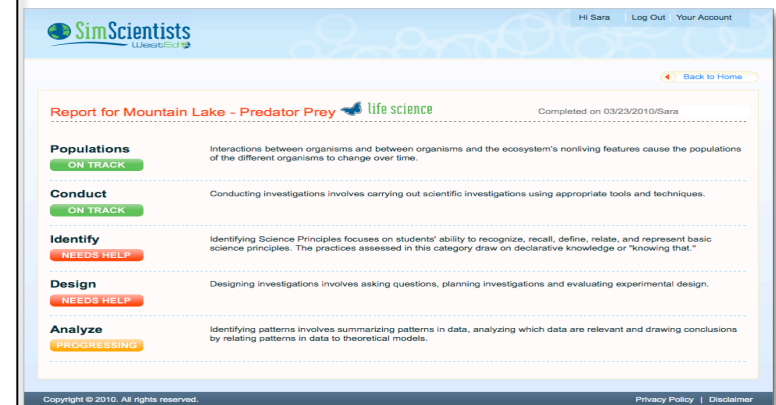 Hi Sara | Log Out | Your Account
SimScientists
WestEd
Back to Home
Report for Mountain Lake - Predator Prey life science Completed on 03/23/2010/Sara
Populations
ON TRACK
Interactions between organisms and between organisms and the ecosystem's nonliving features cause the populations
of the different organisms to change over time.
Conduct
ON TRACK
Conducting investigations involves carrying out scientific investigations using appropriate tools and techniques.
Identify
NEEDS HELP
Identifying Science Principles focuses on students' ability to recognize, recall, define, relate, and represent basic
science principles. The practices assessed in this category draw on declarative knowledge or "knowing that."
Design
NEEDS HELP
Designing investigations involves asking questions, planning investigations and evaluating experimental design.
Analyze
PROGRESSING
Identifying patterns involves summarizing patterns in data, analyzing which data are relevant and drawing conclusions
by relating patterns in data to theoretical models.
Copyright © 2010. All rights reserved. Privacy Policy | Disclaimer